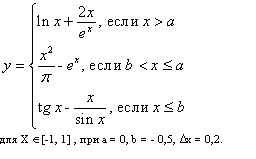 ln x + 2x/e^x, если x > a
y = x²/π - e^x, если b < x ≤ a
tg x - x/sin x, если x ≤ b
для X ∈[-1, 1] , при a = 0, b = - 0,5, Δx = 0,2.